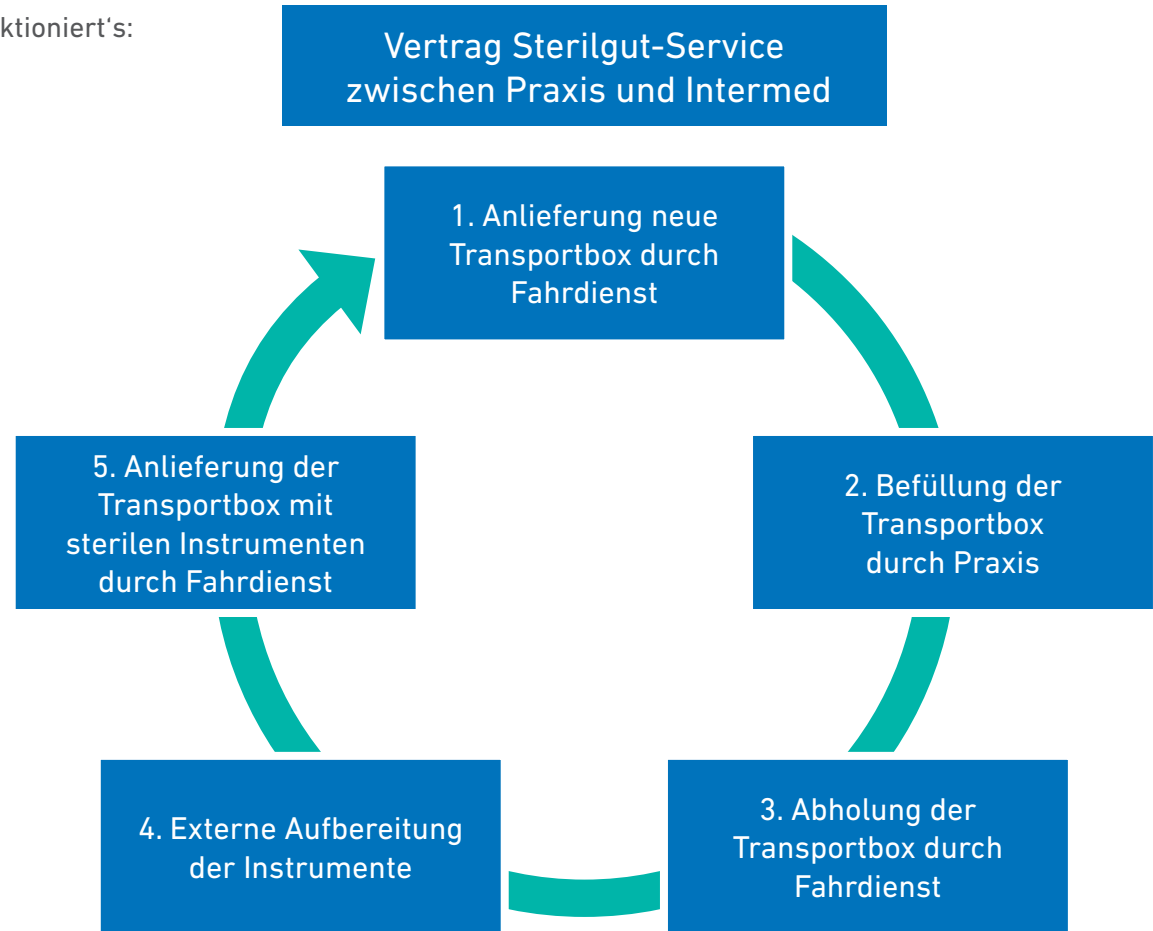 ktioniert‘s:
Vertrag Sterilgut-Service
zwischen Praxis und Intermed
1. Anlieferung neue
Transportbox durch
Fahrdienst
2. Befüllung der
Transportbox
durch Praxis
3. Abholung der
Transportbox durch
Fahrdienst
4. Externe Aufbereitung
der Instrumente
5. Anlieferung der
Transportbox mit
sterilen Instrumenten
durch Fahrdienst